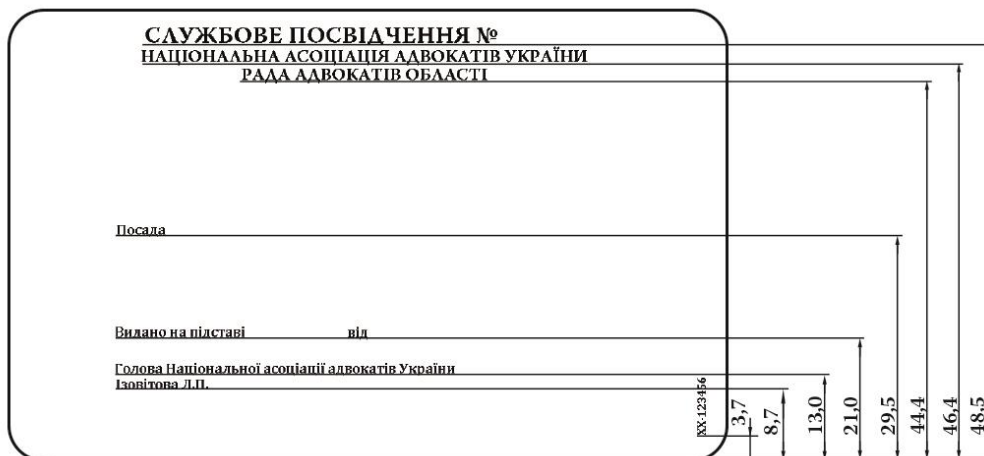 СЛУЖБОВЕ ПОСВІДЧЕННЯ №
НАЦІОНАЛЬНА АСОЦІАЦІЯ АДВОКАТІВ УКРАЇНИ
РАДА АДВОКАТІВ ОБЛАСТІ
Посада
Видано на підставі від
Голова Національної асоціації адвокатів України
Ізовітова Л.П.
XX-123456
3,7
8,7
13,0
21,0
29,5
44,4
46,4
48,5